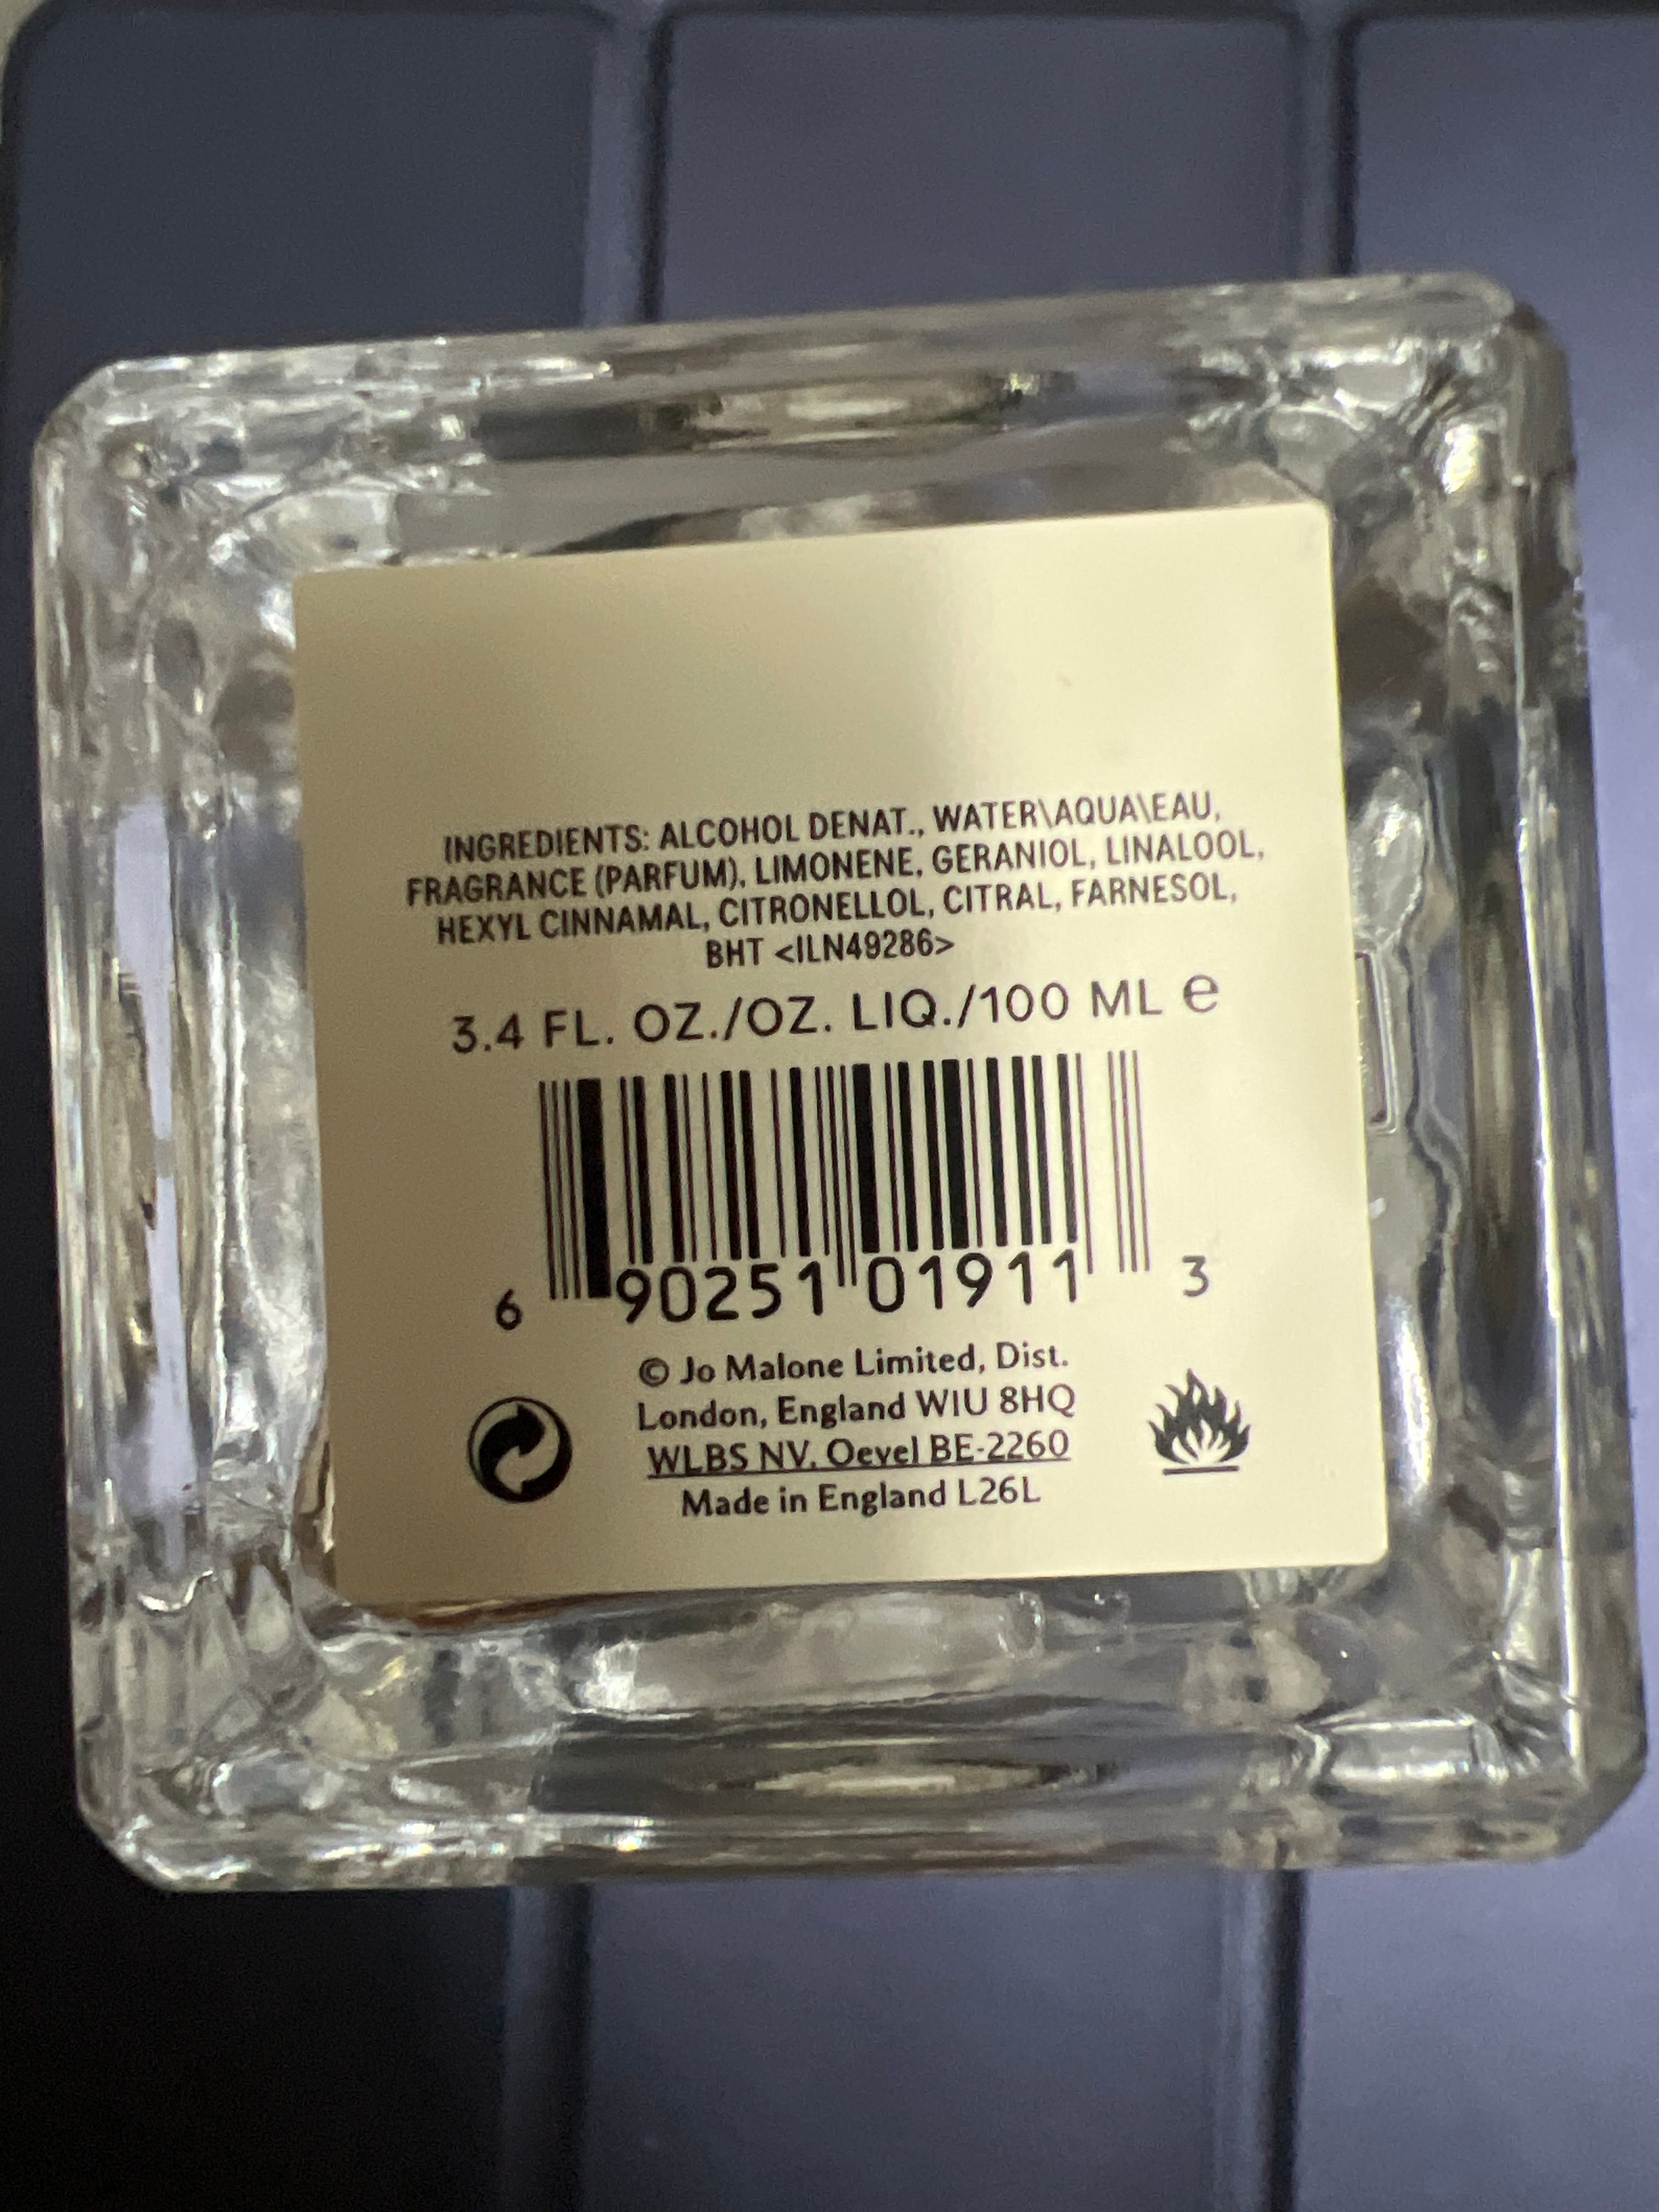 INGREDIENTS: ALCOHOL DENAT., WATER\AQUA\EAU,
FRAGRANCE (PARFUM), LIMONENE, GERANIOL, LINALOOL,
HEXYL CINNAMAL, CITRONELLOL, CITRAL, FARNESOL,
BHT <ILN49286>
3.4 FL. OZ./OZ. LIQ./100 ML e
6 90251 01911 3
© Jo Malone Limited, Dist.
London, England WIU 8HQ
WLBS NV, Oevel BE-2260
Made in England L26L